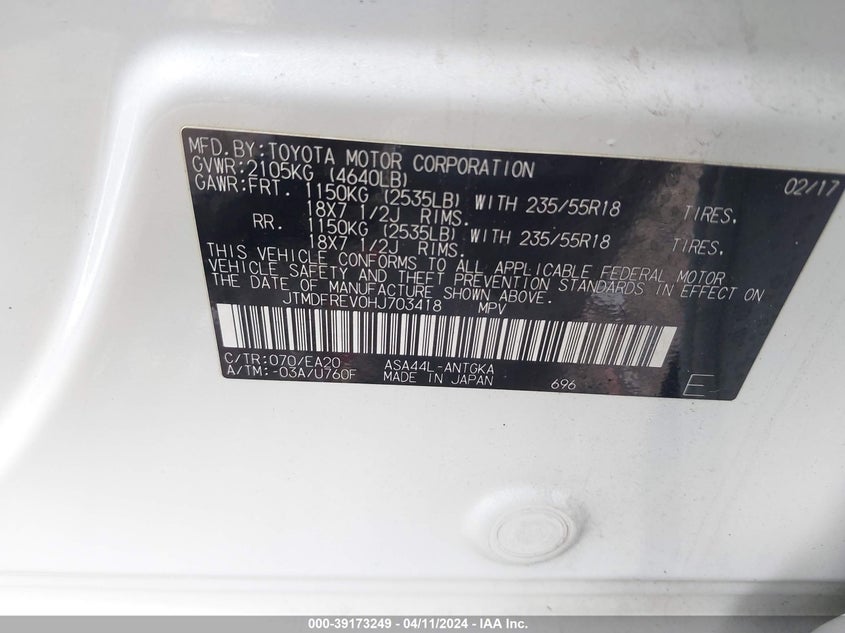 MFD.BY:TOYOTA MOTOR CORPORATION 02/17
GVWR:2105KG (4640LB)
GAWR:FRT. 1150KG (2535LB) WITH 235/55R18 TIRES,
18X7 1/2J RIMS.
RR. 1150KG (2535LB) WITH 235/55R18 TIRES,
18X7 1/2J RIMS.
THIS VEHICLE CONFORMS TO ALL APPLICABLE FEDERAL MOTOR
VEHICLE SAFETY AND THEFT PREVENTION STANDARDS IN EFFECT ON
THE DATE OF MANUFACTURE SHOWN ABOVE.
JTMDFREV0HJ703418 MPV
C/TR:070/EA20 ASA44L-ANTGKA
A/TM:-03A/U760F MADE IN JAPAN 696 E
000-39173249 - 04/11/2024 - IAA Inc.